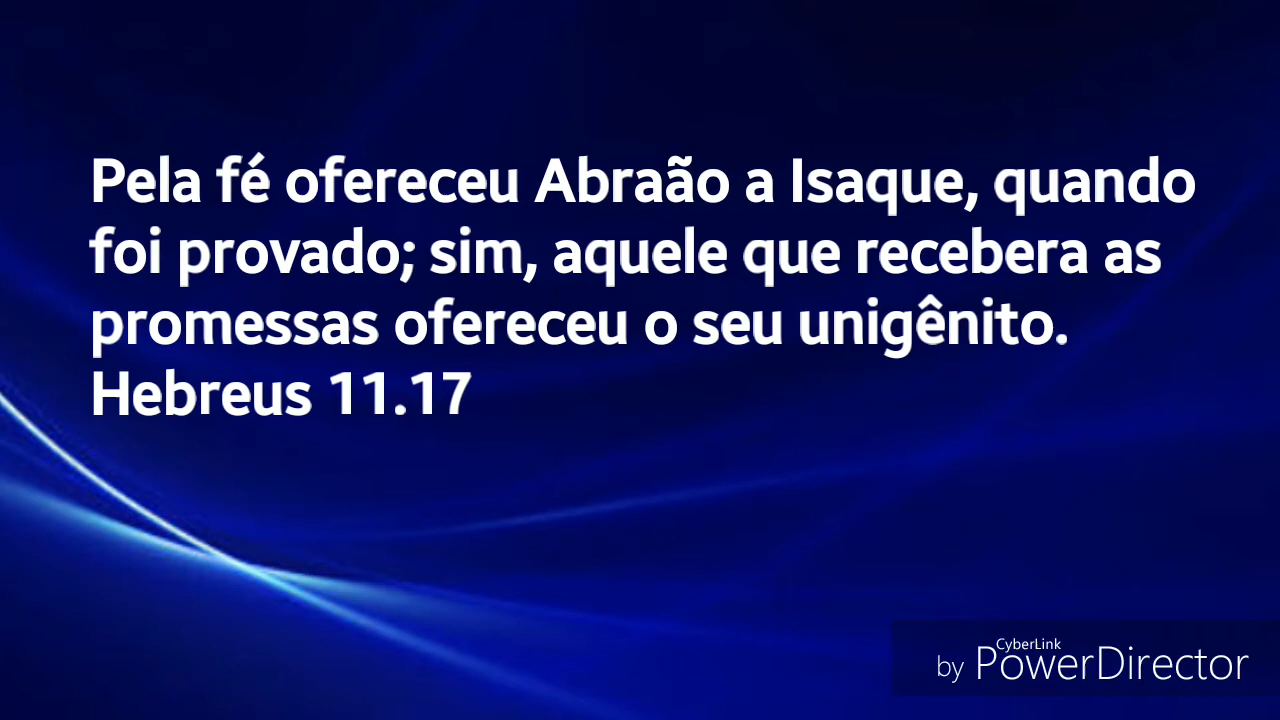 Pela fé ofereceu Abraão a Isaque, quando
foi provado; sim, aquele que recebera as
promessas ofereceu o seu unigênito.
Hebreus 11.17
CyberLink
by PowerDirector